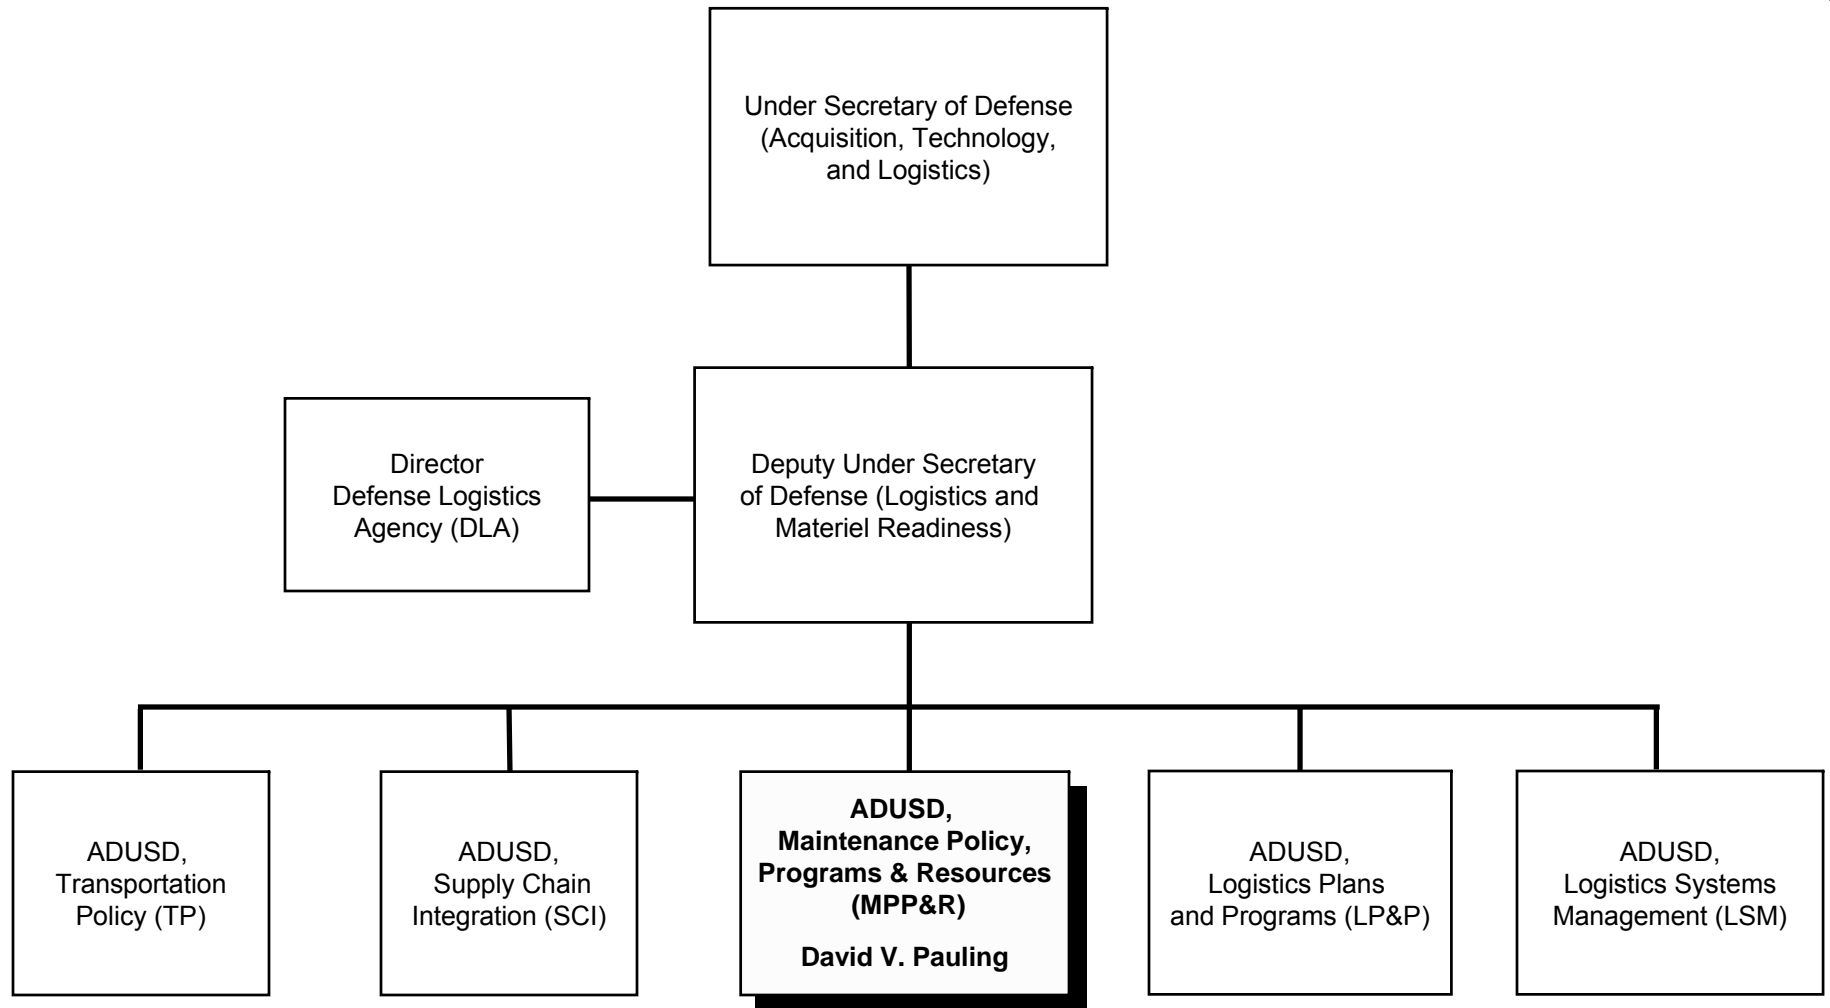 Under Secretary of Defense
(Acquisition, Technology,
and Logistics)
Director
Defense Logistics
Agency (DLA)
Deputy Under Secretary
of Defense (Logistics and
Materiel Readiness)
ADUSD,
Transportation
Policy (TP)
ADUSD,
Supply Chain
Integration (SCI)
ADUSD,
Maintenance Policy,
Programs & Resources
(MPP&R)
David V. Pauling
ADUSD,
Logistics Plans
and Programs (LP&P)
ADUSD,
Logistics Systems
Management (LSM)